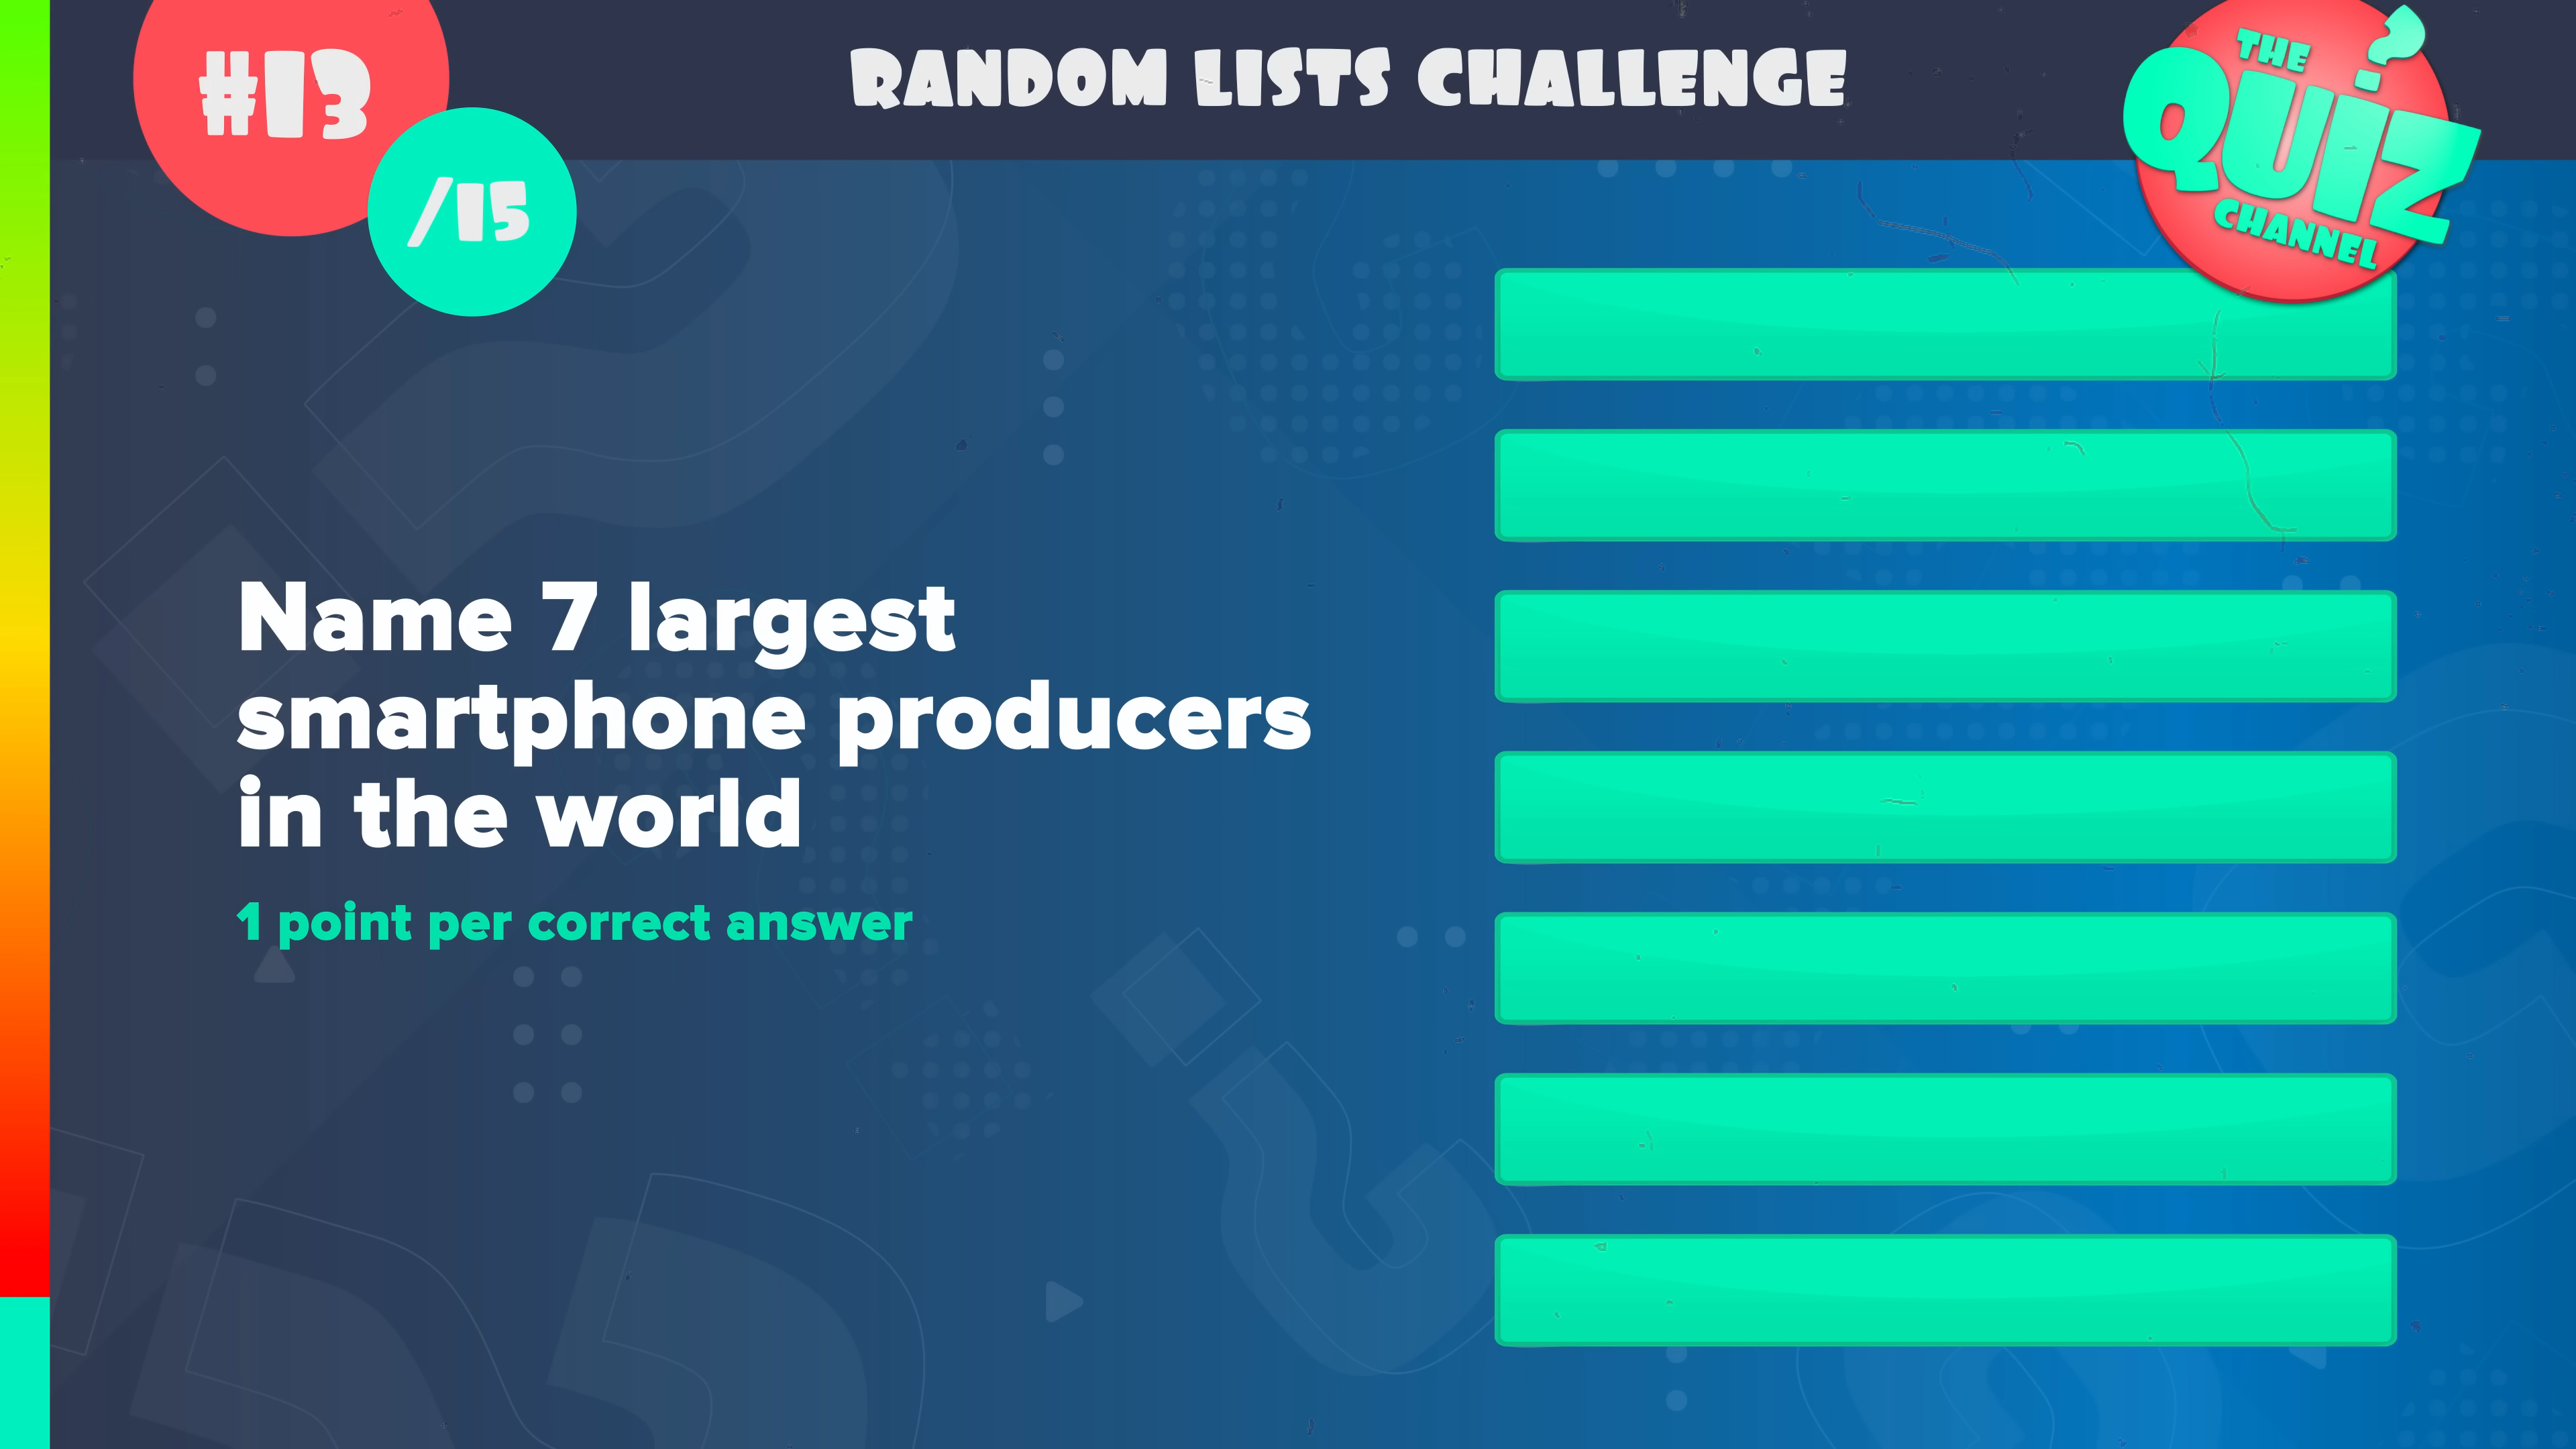 #13
/15
RANDOM LISTS CHALLENGE
THE
QUIZ
CHANNEL
Name 7 largest
smartphone producers
in the world
1 point per correct answer